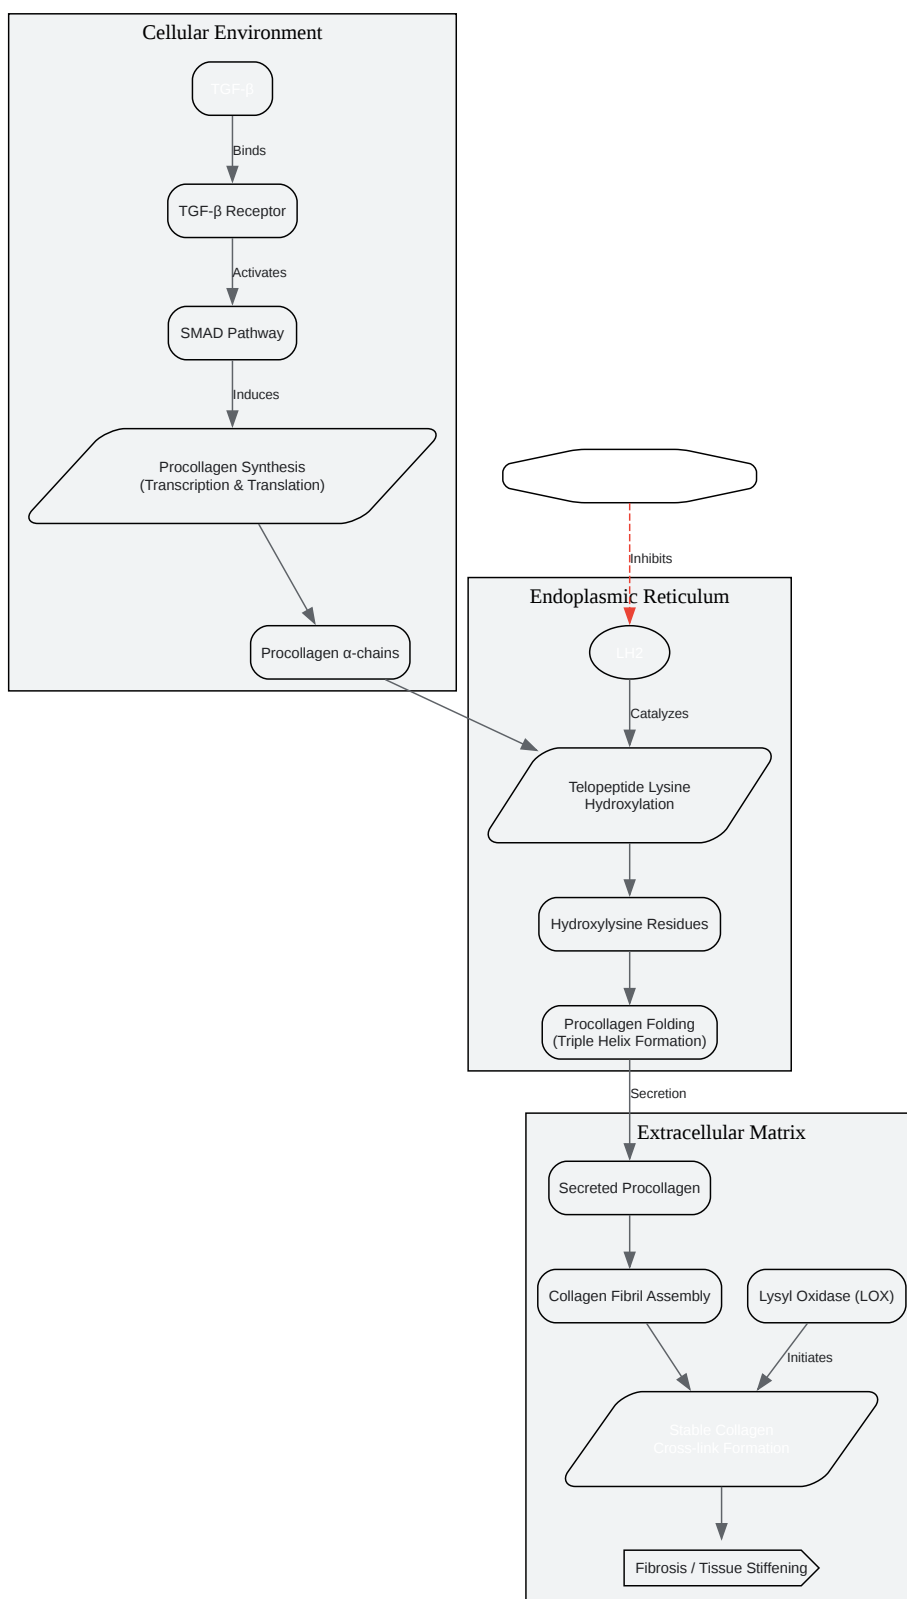 Cellular Environment
TGF-β
Binds
TGF-β Receptor
Activates
SMAD Pathway
Induces
Procollagen Synthesis
(Transcription & Translation)
Procollagen α-chains
Inhibits
Endoplasmic Reticulum
LH2
Catalyzes
Telopeptide Lysine
Hydroxylation
Hydroxylysine Residues
Procollagen Folding
(Triple Helix Formation)
Secretion
Extracellular Matrix
Secreted Procollagen
Collagen Fibril Assembly
Lysyl Oxidase (LOX)
Initiates
Stable Collagen
Cross-link Formation
Fibrosis / Tissue Stiffening